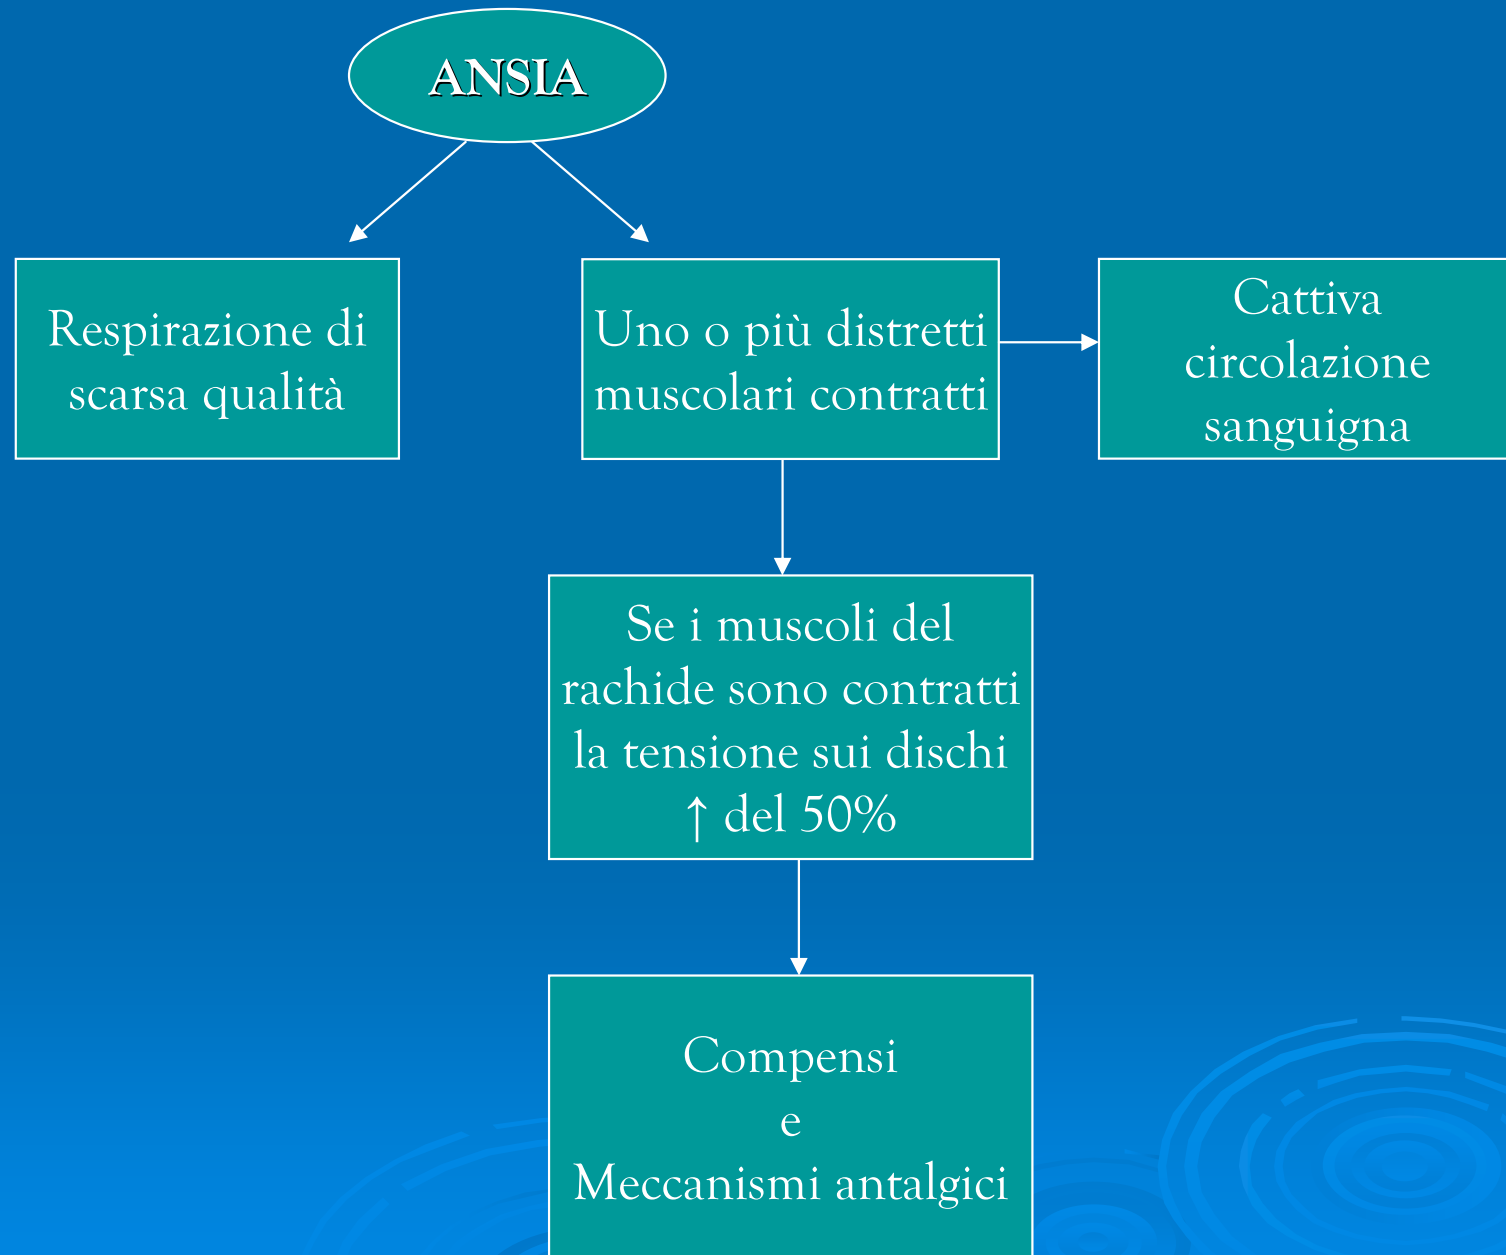 ANSIA
Respirazione di
scarsa qualità
Uno o più distretti
muscolari contratti
Cattiva
circolazione
sanguigna
Se i muscoli del
rachide sono contratti
la tensione sui dischi
↑ del 50%
Compensi
e
Meccanismi antalgici